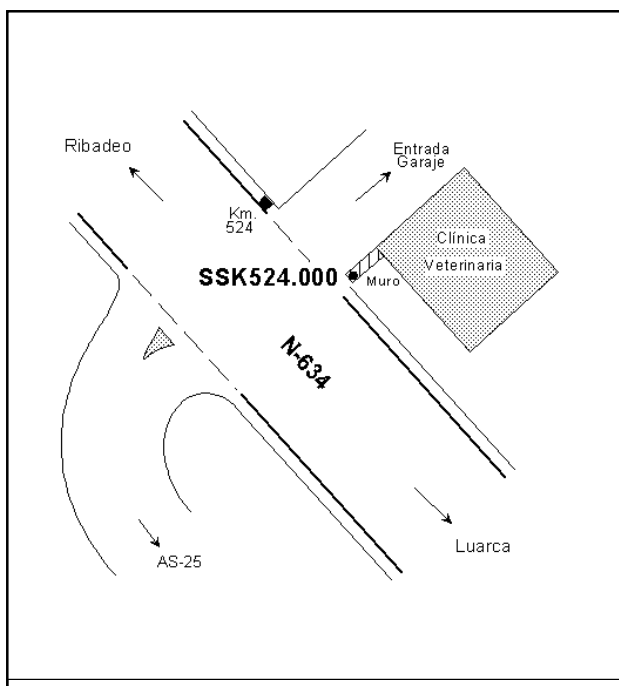 Ribadeo
Entrada
Garaje
Km.
524
Clínica
Veterinaria
SSK524.000
Muro
N-634
Luarca
AS-25